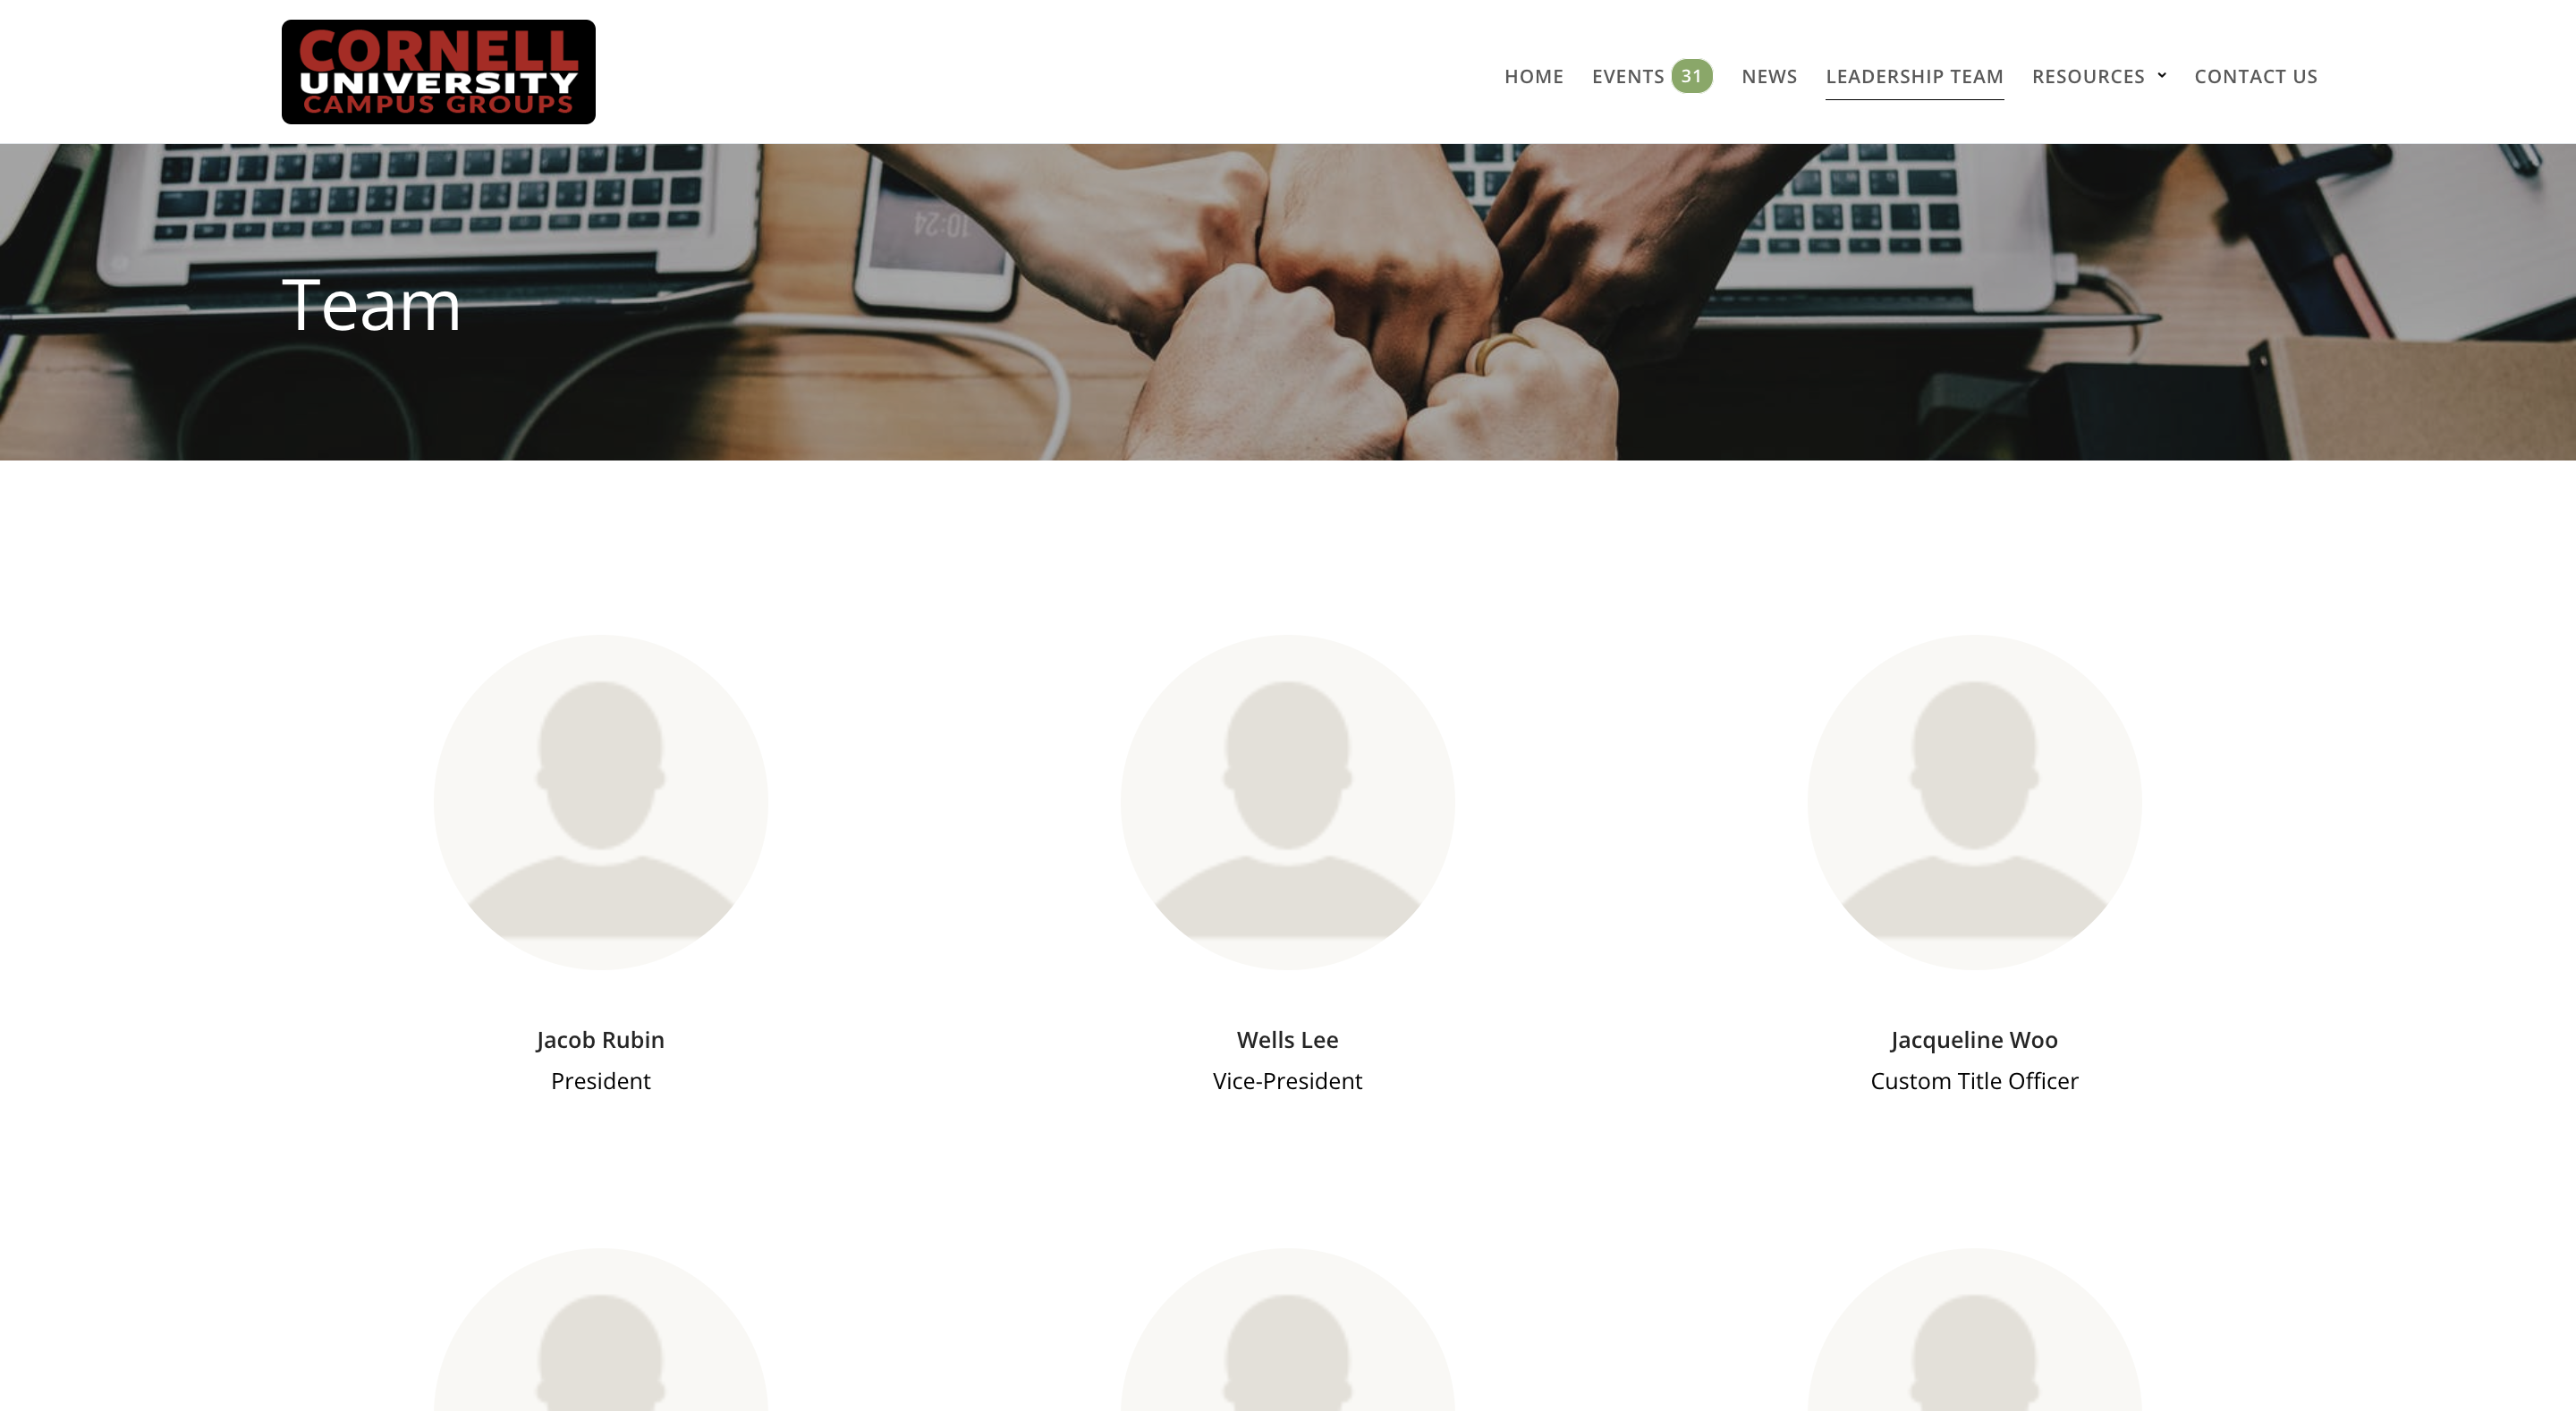 CORNELL
UNIVERSITY
CAMPUS GROUPS
HOME EVENTS 31 NEWS LEADERSHIP TEAM RESOURCES CONTACT US
10:24
Team
Jacob Rubin
President
Wells Lee
Vice-President
Jacqueline Woo
Custom Title Officer